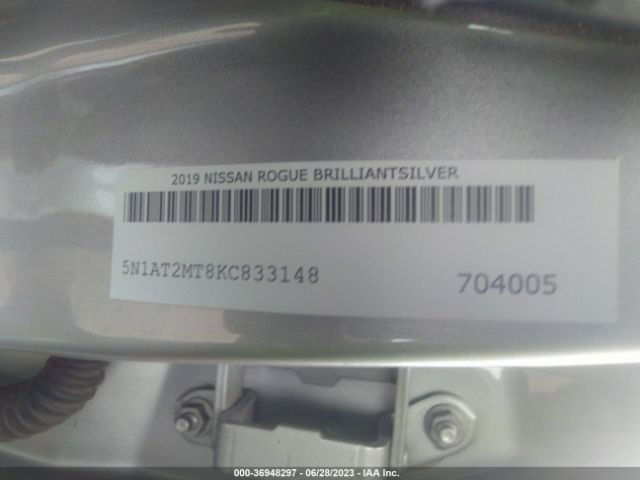 2019 NISSAN ROGUE BRILLIANTSILVER
5N1AT2MT8KC833148
704005
000-36948297 - 06/28/2023 - IAA Inc.